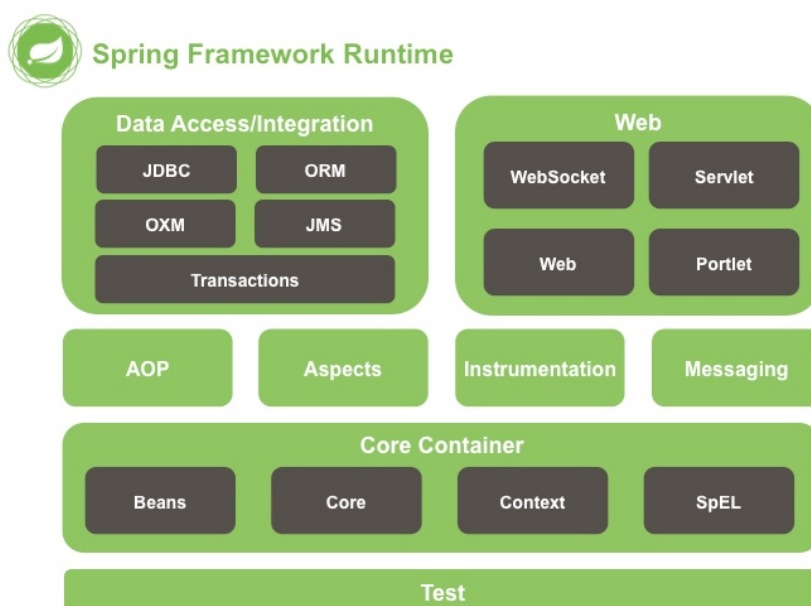 Spring Framework Runtime
Data Access/Integration
JDBC
ORM
OXM
JMS
Transactions
Web
WebSocket
Servlet
Web
Portlet
AOP
Aspects
Instrumentation
Messaging
Core Container
Beans
Core
Context
SpEL
Test